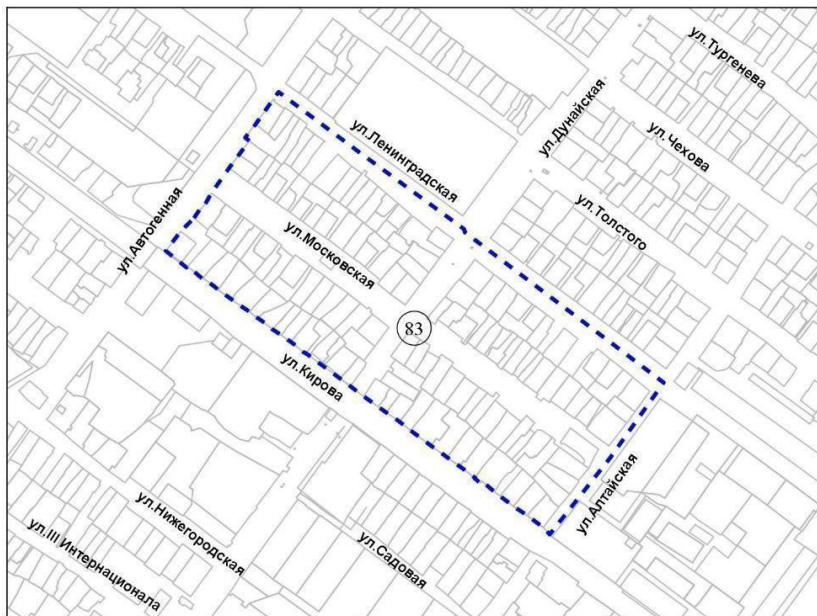 ул.Тургенева
ул.Дунайская
ул.Чехова
ул.Ленинградская
ул.Толстого
ул.Автогенная
ул.Московская
83
ул.Кирова
ул.Алтайская
ул.Нижегородская
ул.Садовая
ул.III Интернационала